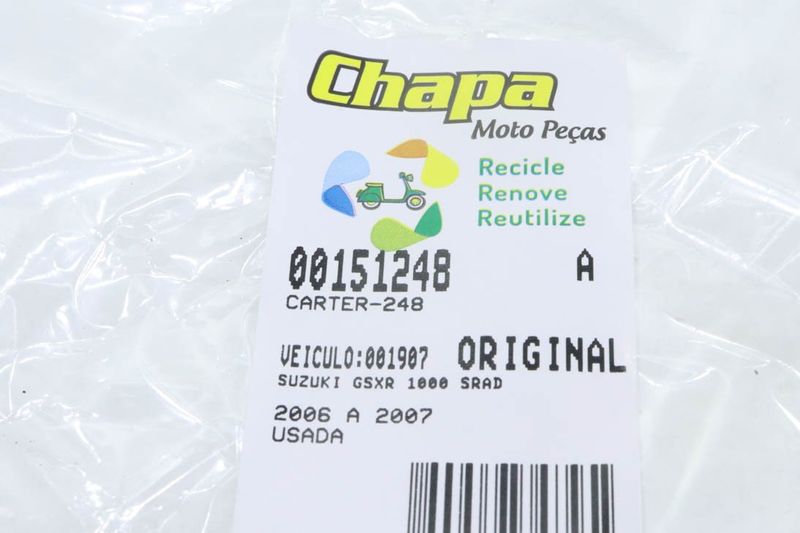 Chapa
Moto Peças
Recicle
Renove
Reutilize
00151248 A
CARTER-248
VEICULO:001907 ORIGINAL
SUZUKI GSXR 1000 SRAD
2006 A 2007
USADA